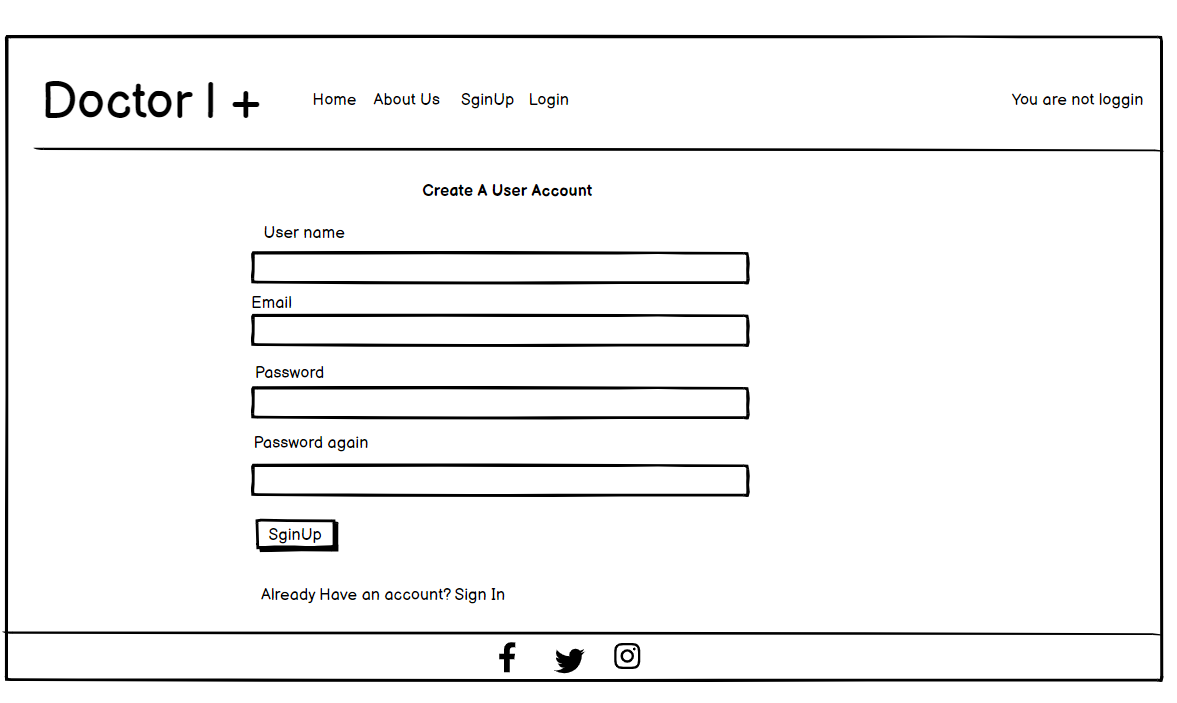 Doctor | +
Home About Us SginUp Login
You are not loggin
Create A User Account
User name
Email
Password
Password again
SginUp
Already Have an account? Sign In